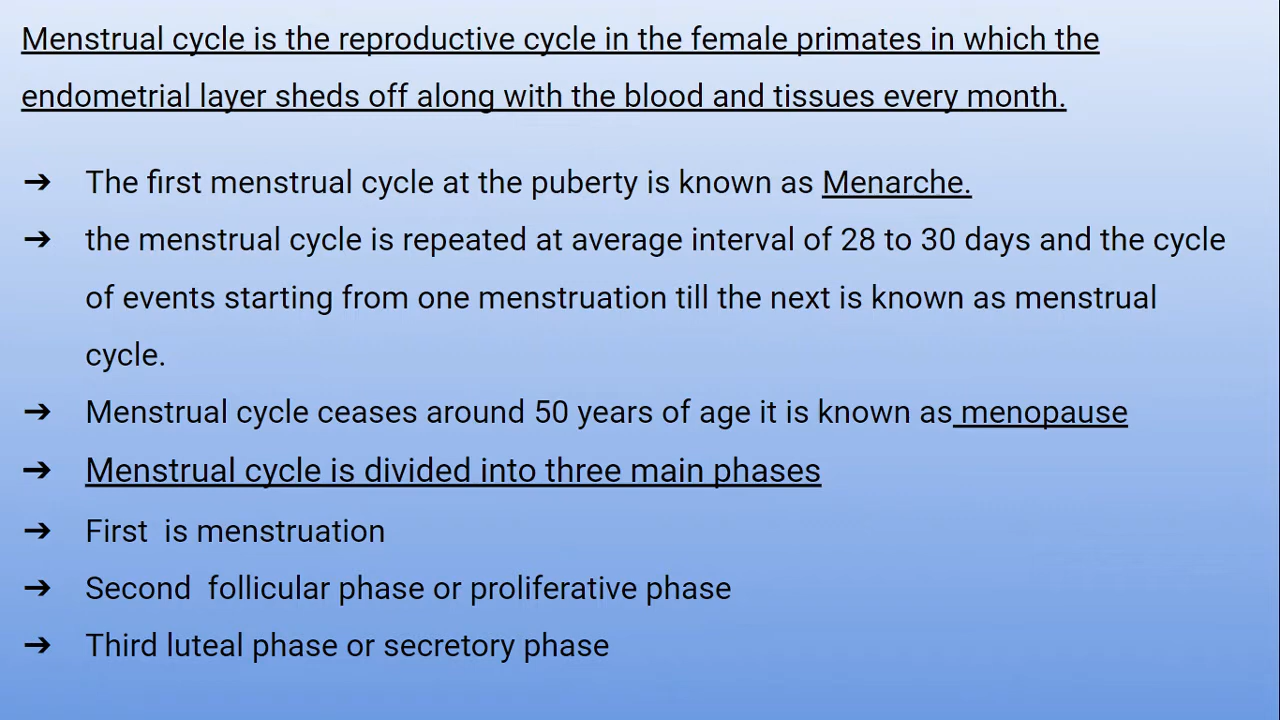 Menstrual cycle is the reproductive cycle in the female primates in which the
endometrial layer sheds off along with the blood and tissues every month.
➔ The first menstrual cycle at the puberty is known as Menarche.
➔ the menstrual cycle is repeated at average interval of 28 to 30 days and the cycle
of events starting from one menstruation till the next is known as menstrual
cycle.
➔ Menstrual cycle ceases around 50 years of age it is known as menopause
➔ Menstrual cycle is divided into three main phases
➔ First  is menstruation
➔ Second  follicular phase or proliferative phase
➔ Third luteal phase or secretory phase